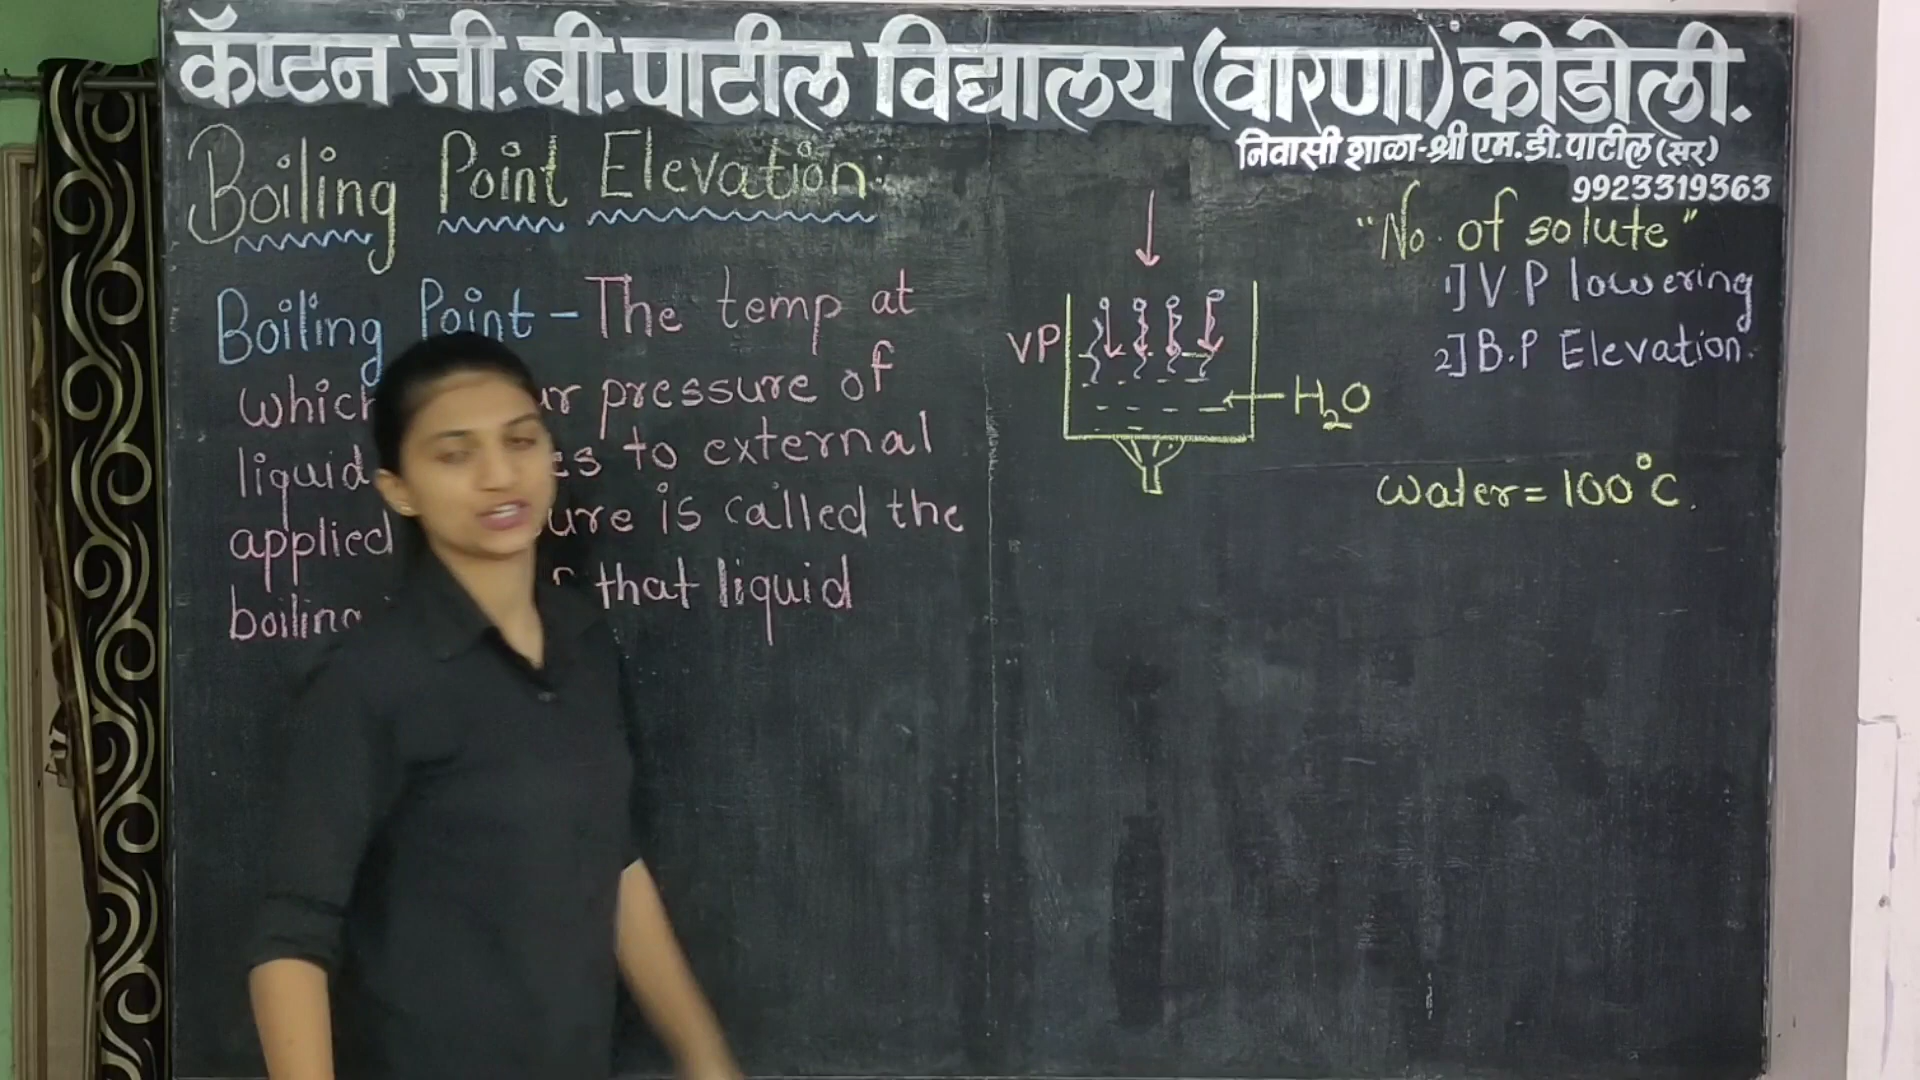 कॅप्टन जी.बी.पाटील विद्यालय (वारणा) कोडोली.
निवासी शाळा-श्री एम.डी.पाटील (सर)
9923319363
Boiling Point Elevation
Boiling Point - The temp at
pressure of
liquid to external
applied is called the
that liquid
VP
H₂O
"No. of solute"
1] V.P lowering
2] B.P Elevation.
Water = 100°C.